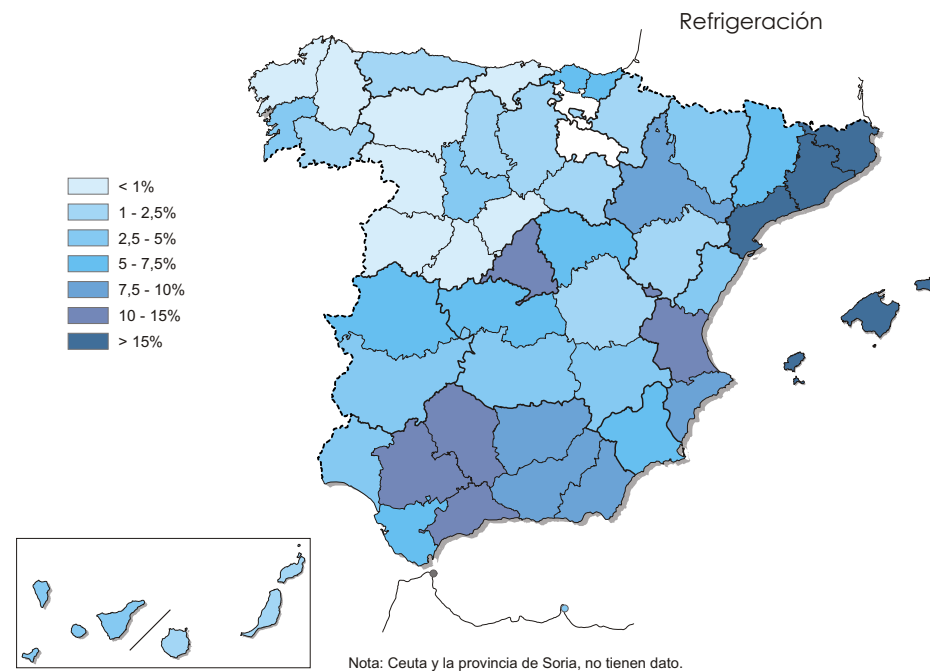 Refrigeración
< 1%
1 - 2,5%
2,5 - 5%
5 - 7,5%
7,5 - 10%
10 - 15%
> 15%
Nota: Ceuta y la provincia de Soria, no tienen dato.